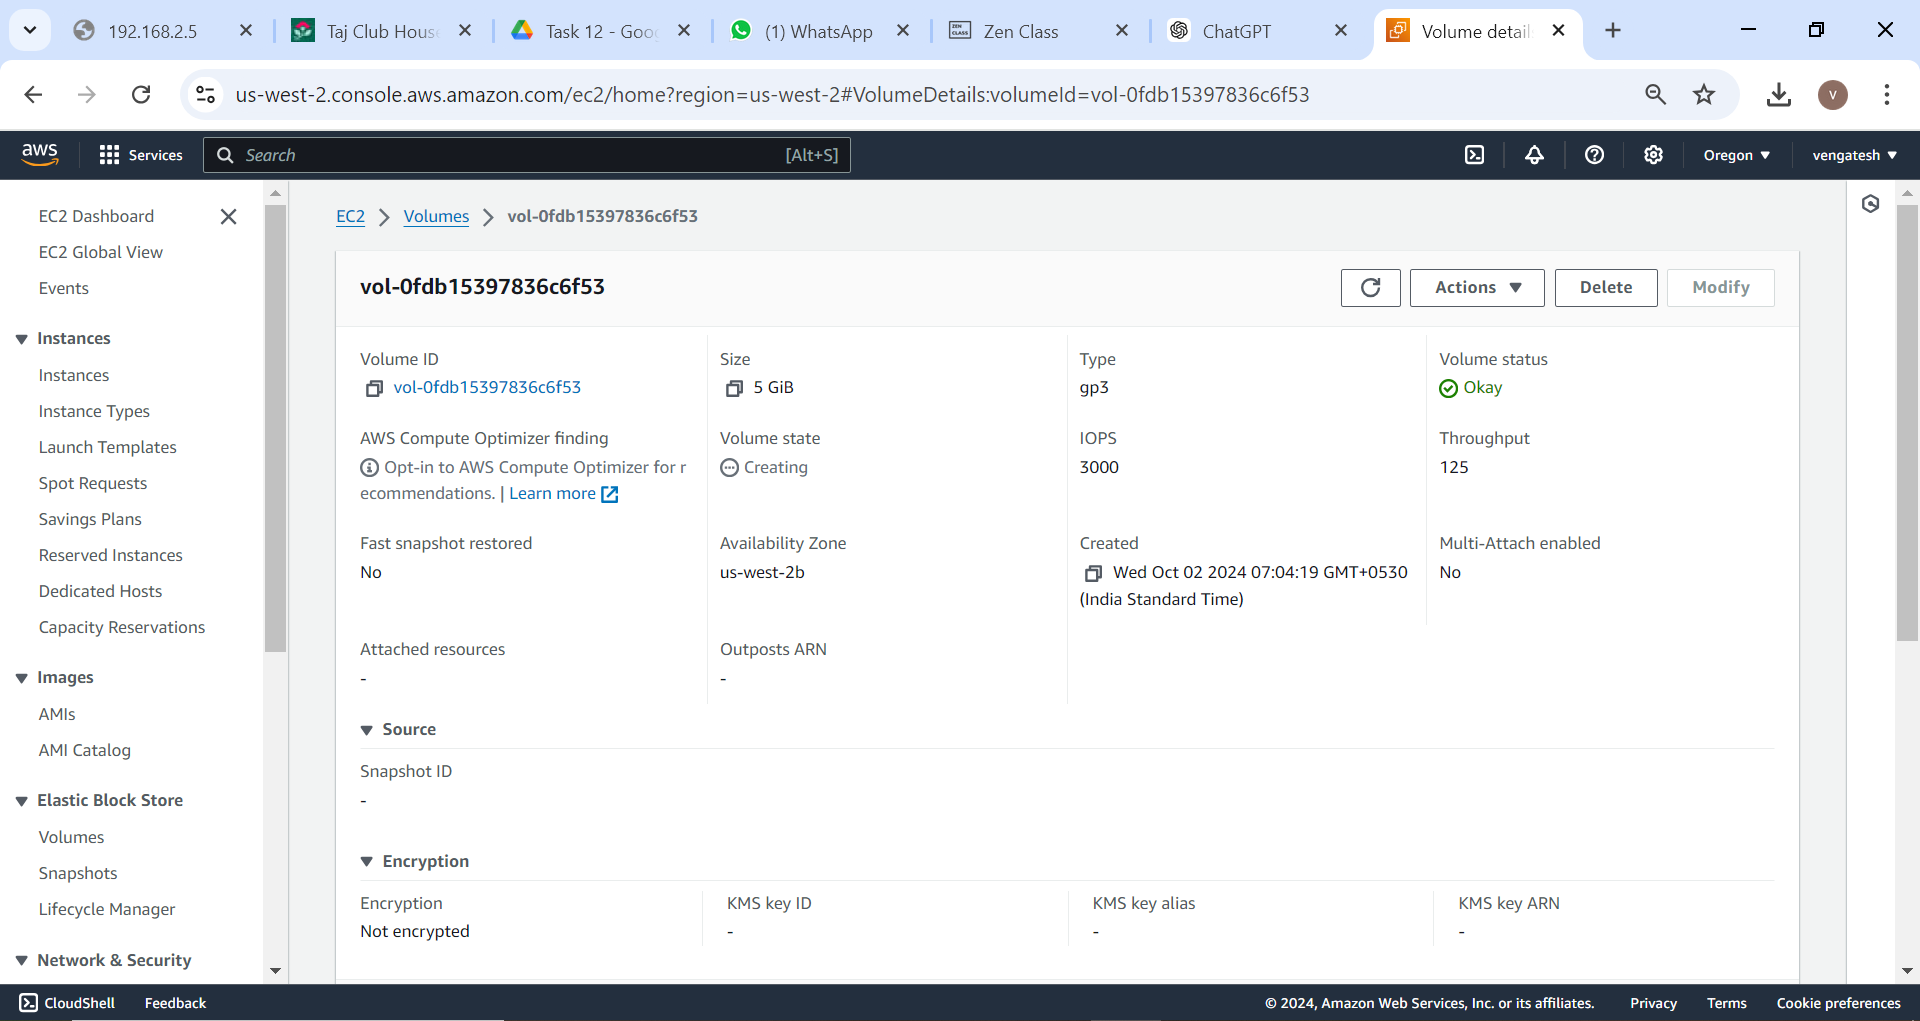 192.168.2.5
Taj Club Hous
Task 12 - Goog
(1) WhatsApp
ZEN CLASS
Zen Class
ChatGPT
Volume detail
us-west-2.console.aws.amazon.com/ec2/home?region=us-west-2#VolumeDetails:volumeId=vol-0fdb15397836c6f53
V
aws
Services
Search
[Alt+S]
Oregon
vengatesh
EC2 Dashboard
EC2 Global View
Events
Instances
Instances
Instance Types
Launch Templates
Spot Requests
Savings Plans
Reserved Instances
Dedicated Hosts
Capacity Reservations
Images
AMIs
AMI Catalog
Elastic Block Store
Volumes
Snapshots
Lifecycle Manager
Network & Security
EC2 > Volumes > vol-0fdb15397836c6f53
vol-0fdb15397836c6f53
Actions
Delete
Modify
Volume ID
vol-0fdb15397836c6f53
Size
5 GiB
Type
gp3
Volume status
Okay
AWS Compute Optimizer finding
Opt-in to AWS Compute Optimizer for r
ecommendations. | Learn more
Volume state
Creating
IOPS
3000
Throughput
125
Fast snapshot restored
No
Availability Zone
us-west-2b
Created
Wed Oct 02 2024 07:04:19 GMT+0530
(India Standard Time)
Multi-Attach enabled
No
Attached resources
-
Outposts ARN
-
Source
Snapshot ID
-
Encryption
Encryption
Not encrypted
KMS key ID
-
KMS key alias
-
KMS key ARN
-
CloudShell
Feedback
© 2024, Amazon Web Services, Inc. or its affiliates.
Privacy
Terms
Cookie preferences